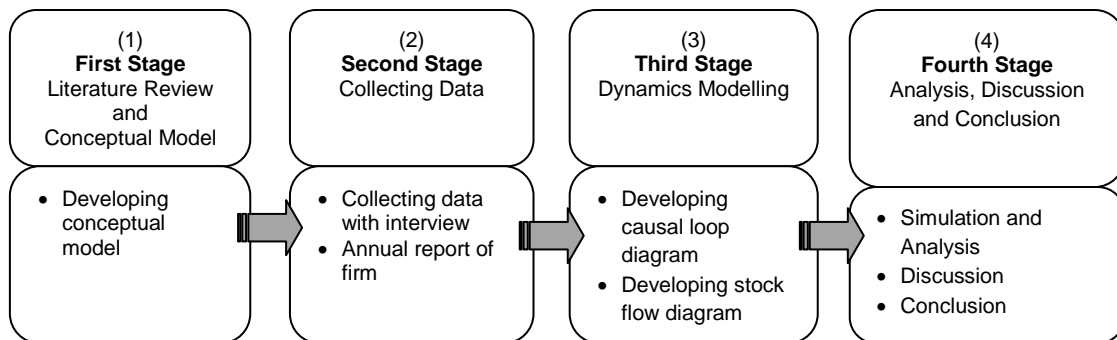 (1)
First Stage
Literature Review
and
Conceptual Model
• Developing
conceptual
model
(2)
Second Stage
Collecting Data
• Collecting data
with interview
• Annual report of
firm
(3)
Third Stage
Dynamics Modelling
• Developing
causal loop
diagram
• Developing stock
flow diagram
(4)
Fourth Stage
Analysis, Discussion
and Conclusion
• Simulation and
Analysis
• Discussion
• Conclusion